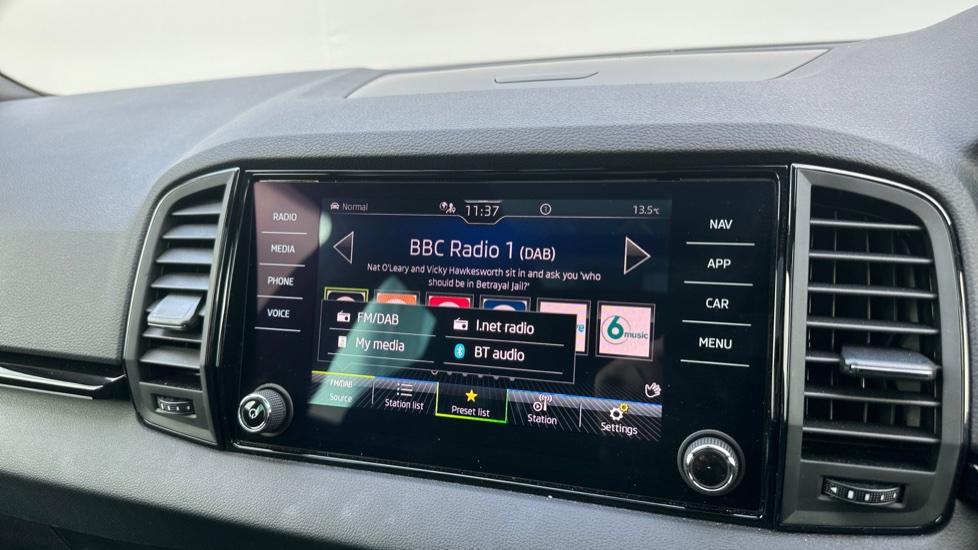 RADIO
MEDIA
PHONE
VOICE
Normal
11:37
13.5°C
BBC Radio 1 (DAB)
Nat O'Leary and Vicky Hawkesworth sit in and ask you 'who
should be in Betrayal Jail?'
FM/DAB
I.net radio
My media
BT audio
ve
6 music
FM/DAB
Source
Station list
Preset list
Station
Settings
NAV
APP
CAR
MENU